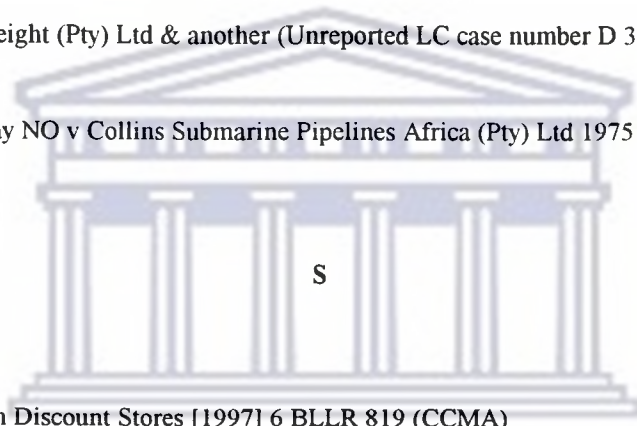 eight (Pty) Ltd & another (Unreported LC case number D 3
y NO v Collins Submarine Pipelines Africa (Pty) Ltd 1975
S
Discount Stores [1997] 6 BLLR 819 (CCMA)